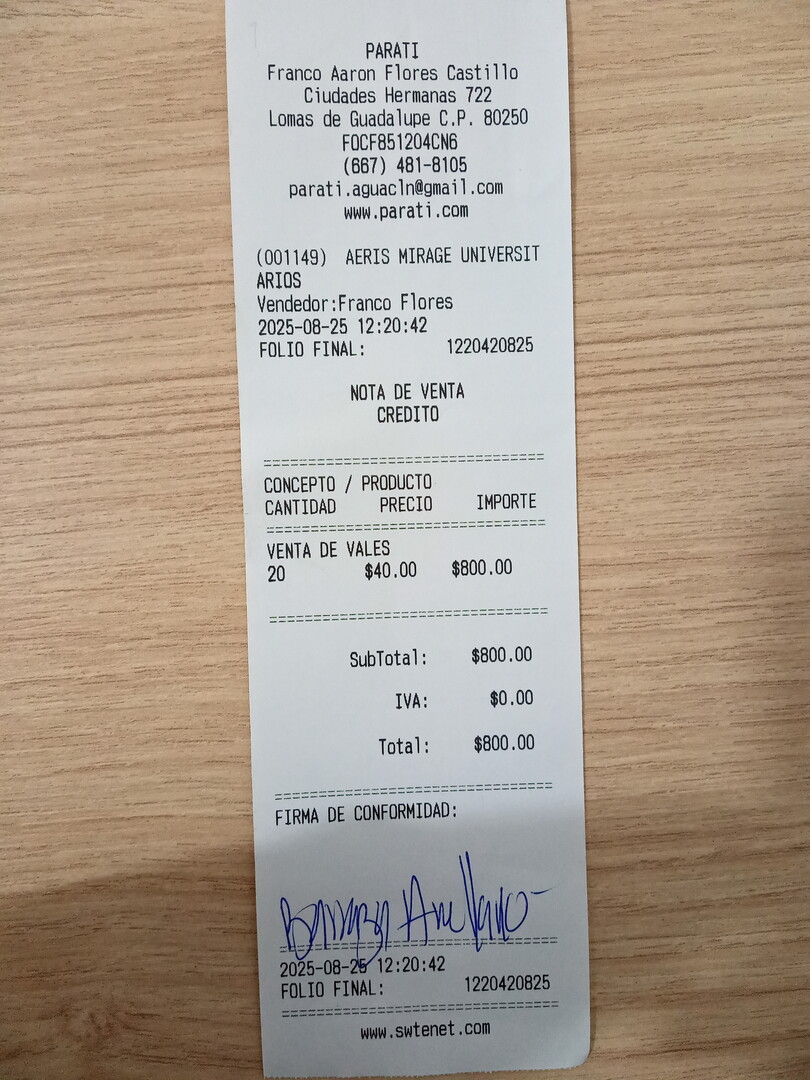 PARATI
Franco Aaron Flores Castillo
Ciudades Hermanas 722
Lomas de Guadalupe C.P. 80250
FOCF851204CN6
(667) 481-8105
parati.aguacln@gmail.com
www.parati.com
(001149) AERIS MIRAGE UNIVERSIT
ARIOS
Vendedor:Franco Flores
2025-08-25 12:20:42
FOLIO FINAL: 1220420825
NOTA DE VENTA
CREDITO
================================
CONCEPTO / PRODUCTO
CANTIDAD PRECIO IMPORTE
================================
VENTA DE VALES
20 $40.00 $800.00
================================
SubTotal: $800.00
IVA: $0.00
Total: $800.00
================================
FIRMA DE CONFORMIDAD:
Arellano
================================
2025-08-25 12:20:42
FOLIO FINAL: 1220420825
================================
www.swtenet.com